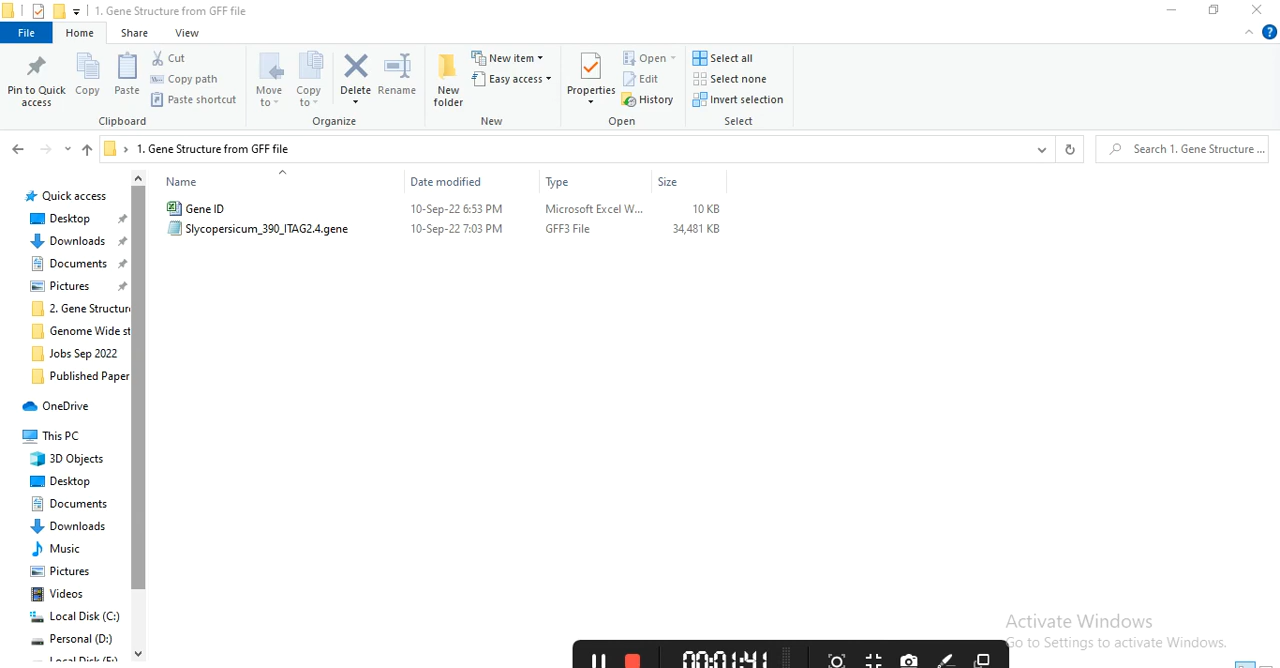 1. Gene Structure from GFF file
File Home Share View
Pin to Quick access
Copy
Paste
Cut
Copy path
Paste shortcut
Clipboard
Move to
Copy to
Delete
Rename
Organize
New folder
New item
Easy access
New
Properties
Open
Edit
History
Open
Select all
Select none
Invert selection
Select
1. Gene Structure from GFF file
Search 1. Gene Structure ...
Name Date modified Type Size
Gene ID 10-Sep-22 6:53 PM Microsoft Excel W... 10 KB
Slycopersicum_390_ITAG2.4.gene 10-Sep-22 7:03 PM GFF3 File 34,481 KB
Quick access
Desktop
Downloads
Documents
Pictures
2. Gene Structur
Genome Wide st
Jobs Sep 2022
Published Paper
OneDrive
This PC
3D Objects
Desktop
Documents
Downloads
Music
Pictures
Videos
Local Disk (C:)
Personal (D:)
Local Disk (E:)
Activate Windows
Go to Settings to activate Windows.
00:01:41